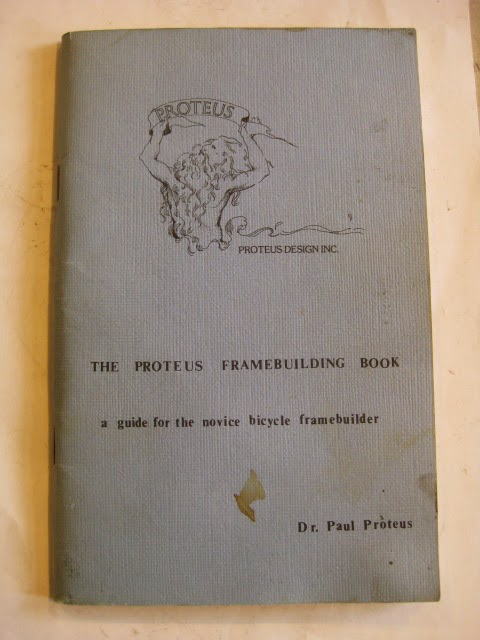 PROTEUS
PROTEUS DESIGN INC.
THE PROTEUS FRAMEBUILDING BOOK
a guide for the novice bicycle framebuilder
Dr. Paul Proteus